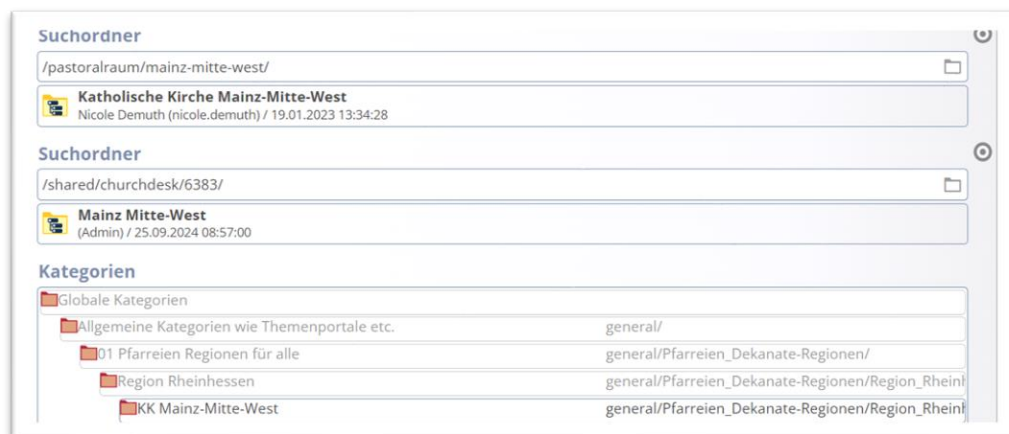 Suchordner
/pastoralraum/mainz-mitte-west/
Katholische Kirche Mainz-Mitte-West
Nicole Demuth (nicole.demuth) / 19.01.2023 13:34:28
Suchordner
/shared/churchdesk/6383/
Mainz Mitte-West
(Admin) / 25.09.2024 08:57:00
Kategorien
Globale Kategorien
Allgemeine Kategorien wie Themenportale etc. general/
01 Pfarreien Regionen für alle general/Pfarreien_Dekanate-Regionen/
Region Rheinhessen general/Pfarreien_Dekanate-Regionen/Region_Rheinh
KK Mainz-Mitte-West general/Pfarreien_Dekanate-Regionen/Region_Rheinh